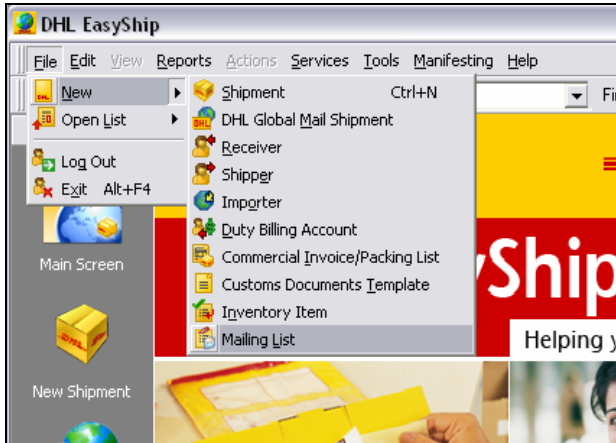 DHL EasyShip
File Edit View Reports Actions Services Tools Manifesting Help
New
Open List
Log Out
Exit Alt+F4
Shipment Ctrl+N
DHL Global Mail Shipment
Receiver
Shipper
Importer
Duty Billing Account
Commercial Invoice/Packing List
Customs Documents Template
Inventory Item
Mailing List
Fi
Main Screen
New Shipment
yShip
Helping y